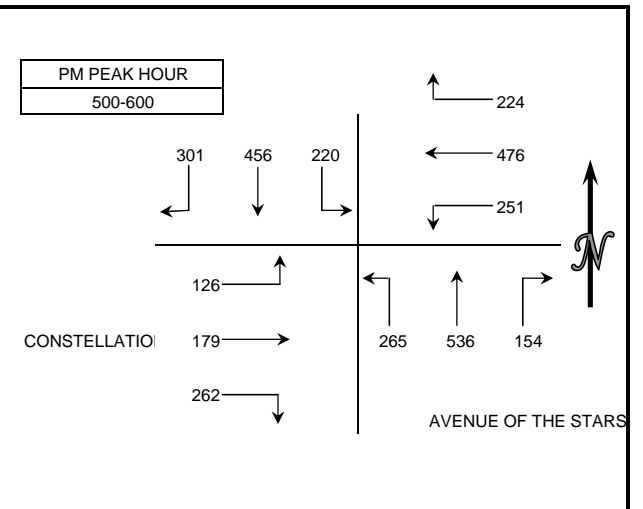 PM PEAK HOUR
500-600
224
301 456 220 476
251
126
CONSTELLATIO 179 265 536 154
262
AVENUE OF THE STARS
N